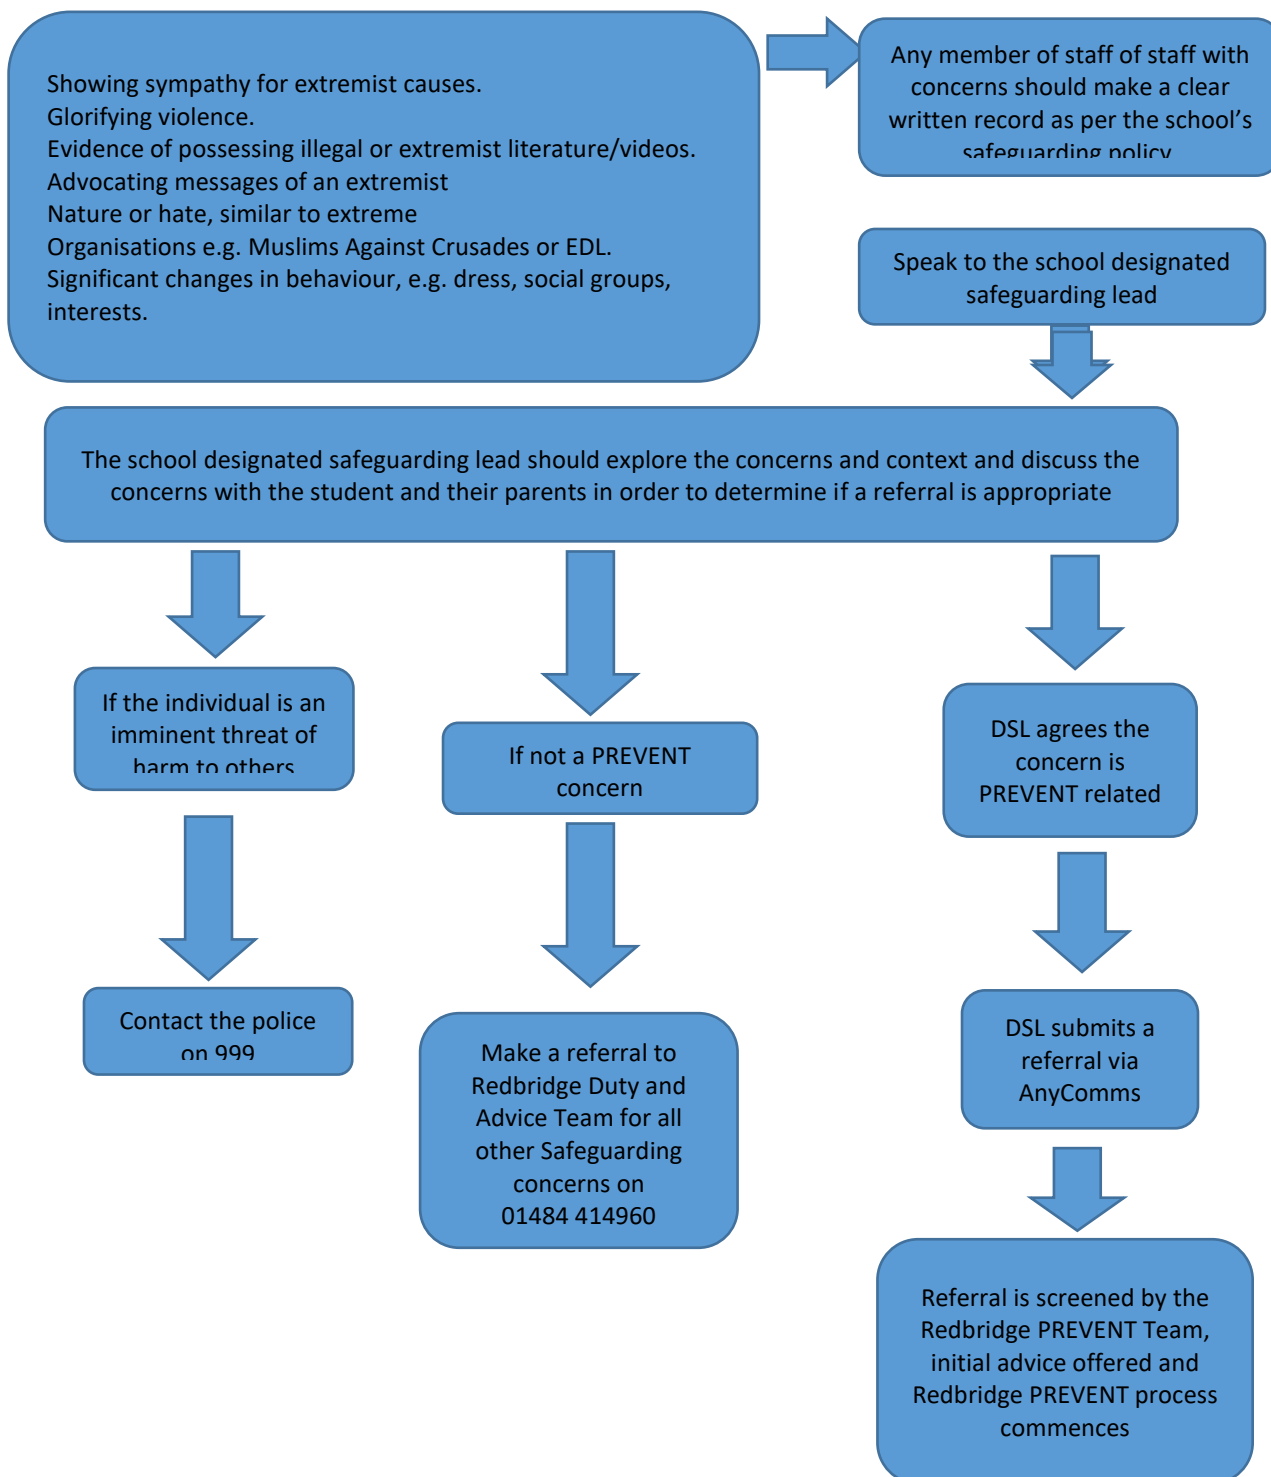 Showing sympathy for extremist causes.
Glorifying violence.
Evidence of possessing illegal or extremist literature/videos.
Advocating messages of an extremist
Nature or hate, similar to extreme
Organisations e.g. Muslims Against Crusades or EDL.
Significant changes in behaviour, e.g. dress, social groups,
interests.
Any member of staff of staff with
concerns should make a clear
written record as per the school’s
safeguarding policy
Speak to the school designated
safeguarding lead
The school designated safeguarding lead should explore the concerns and context and discuss the
concerns with the student and their parents in order to determine if a referral is appropriate
If the individual is an
imminent threat of
harm to others
Contact the police
on 999
If not a PREVENT
concern
Make a referral to
Redbridge Duty and
Advice Team for all
other Safeguarding
concerns on
01484 414960
DSL agrees the
concern is
PREVENT related
DSL submits a
referral via
AnyComms
Referral is screened by the
Redbridge PREVENT Team,
initial advice offered and
Redbridge PREVENT process
commences